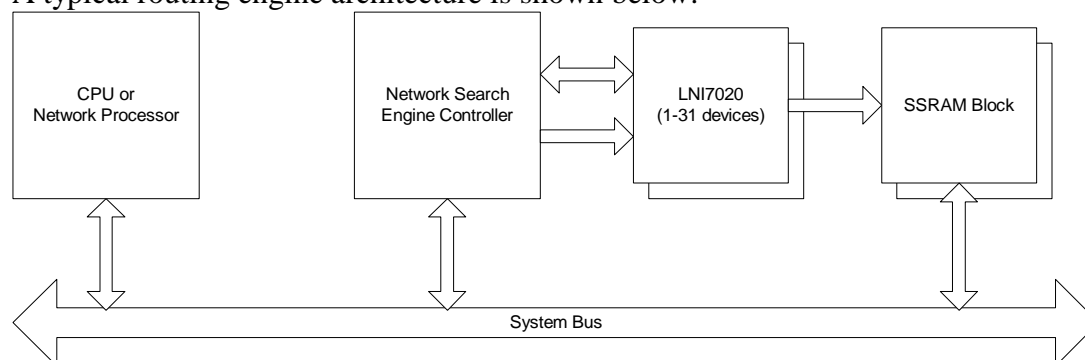 A typical routing engine architecture is shown below.
CPU or
Network Processor
Network Search
Engine Controller
LNI7020
(1-31 devices)
SSRAM Block
System Bus